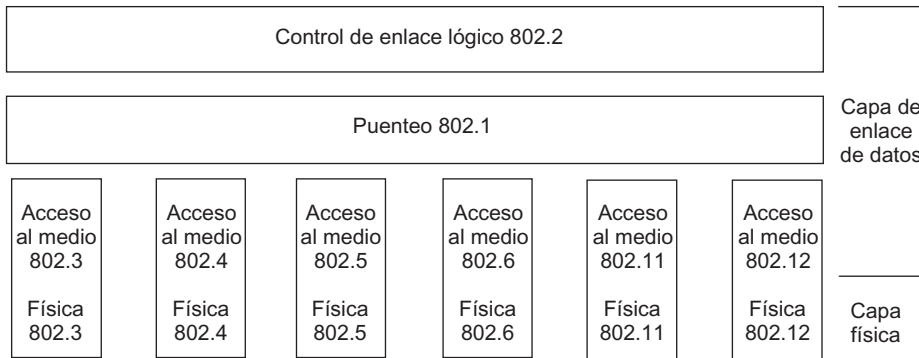 Control de enlace lógico 802.2
Puenteo 802.1
Capa de
enlace
de datos
Acceso
al medio
802.3
Física
802.3
Acceso
al medio
802.4
Física
802.4
Acceso
al medio
802.5
Física
802.5
Acceso
al medio
802.6
Física
802.6
Acceso
al medio
802.11
Física
802.11
Acceso
al medio
802.12
Física
802.12
Capa
física